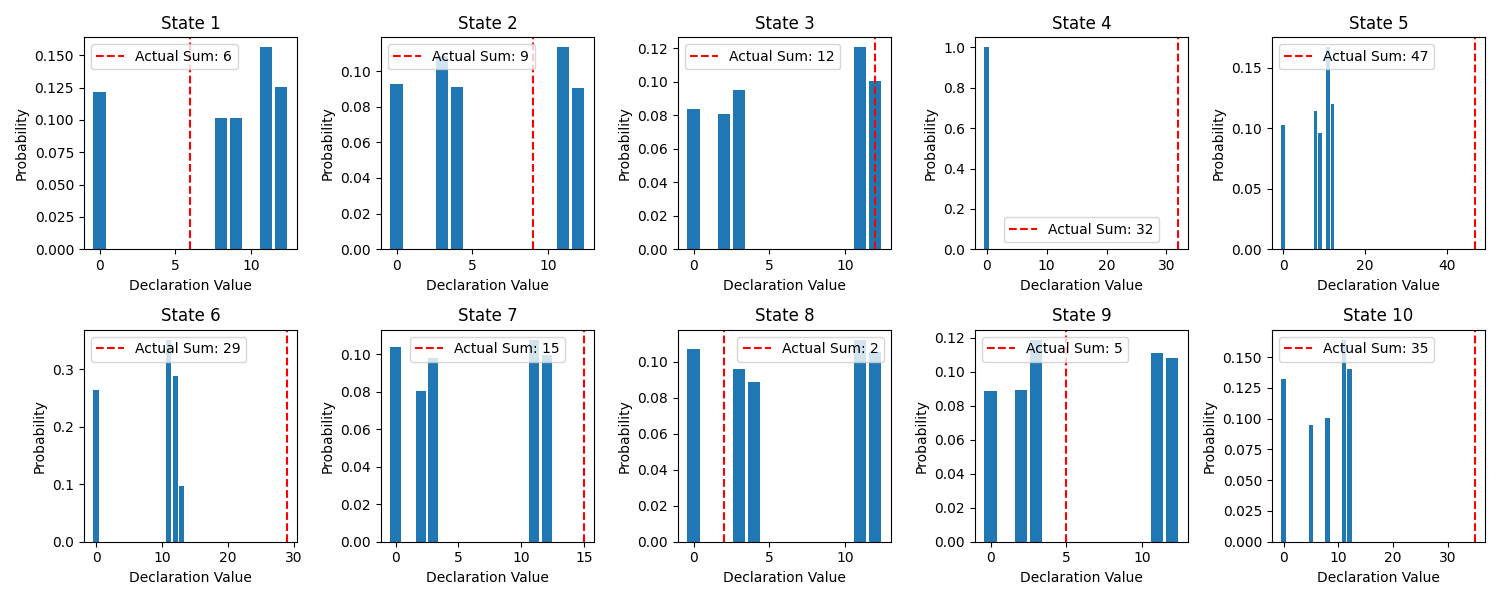 State 1
State 2
State 3
State 4
State 5
Probability
0.150
0.125
0.100
0.075
0.050
0.025
0.000
Actual Sum: 6
0 5 10
Declaration Value
Probability
0.10
0.08
0.06
0.04
0.02
0.00
Actual Sum: 9
0 5 10
Declaration Value
Probability
0.12
0.10
0.08
0.06
0.04
0.02
0.00
Actual Sum: 12
0 5 10
Declaration Value
Probability
1.0
0.8
0.6
0.4
0.2
0.0
Actual Sum: 32
0 10 20 30
Declaration Value
Probability
0.15
0.10
0.05
0.00
Actual Sum: 47
0 20 40
Declaration Value
State 6
State 7
State 8
State 9
State 10
Probability
0.3
0.2
0.1
0.0
Actual Sum: 29
0 10 20 30
Declaration Value
Probability
0.10
0.08
0.06
0.04
0.02
0.00
Actual Sum: 15
0 5 10 15
Declaration Value
Probability
0.10
0.08
0.06
0.04
0.02
0.00
Actual Sum: 2
0 5 10
Declaration Value
Probability
0.12
0.10
0.08
0.06
0.04
0.02
0.00
Actual Sum: 5
0 5 10
Declaration Value
Probability
0.150
0.125
0.100
0.075
0.050
0.025
0.000
Actual Sum: 35
0 10 20 30
Declaration Value